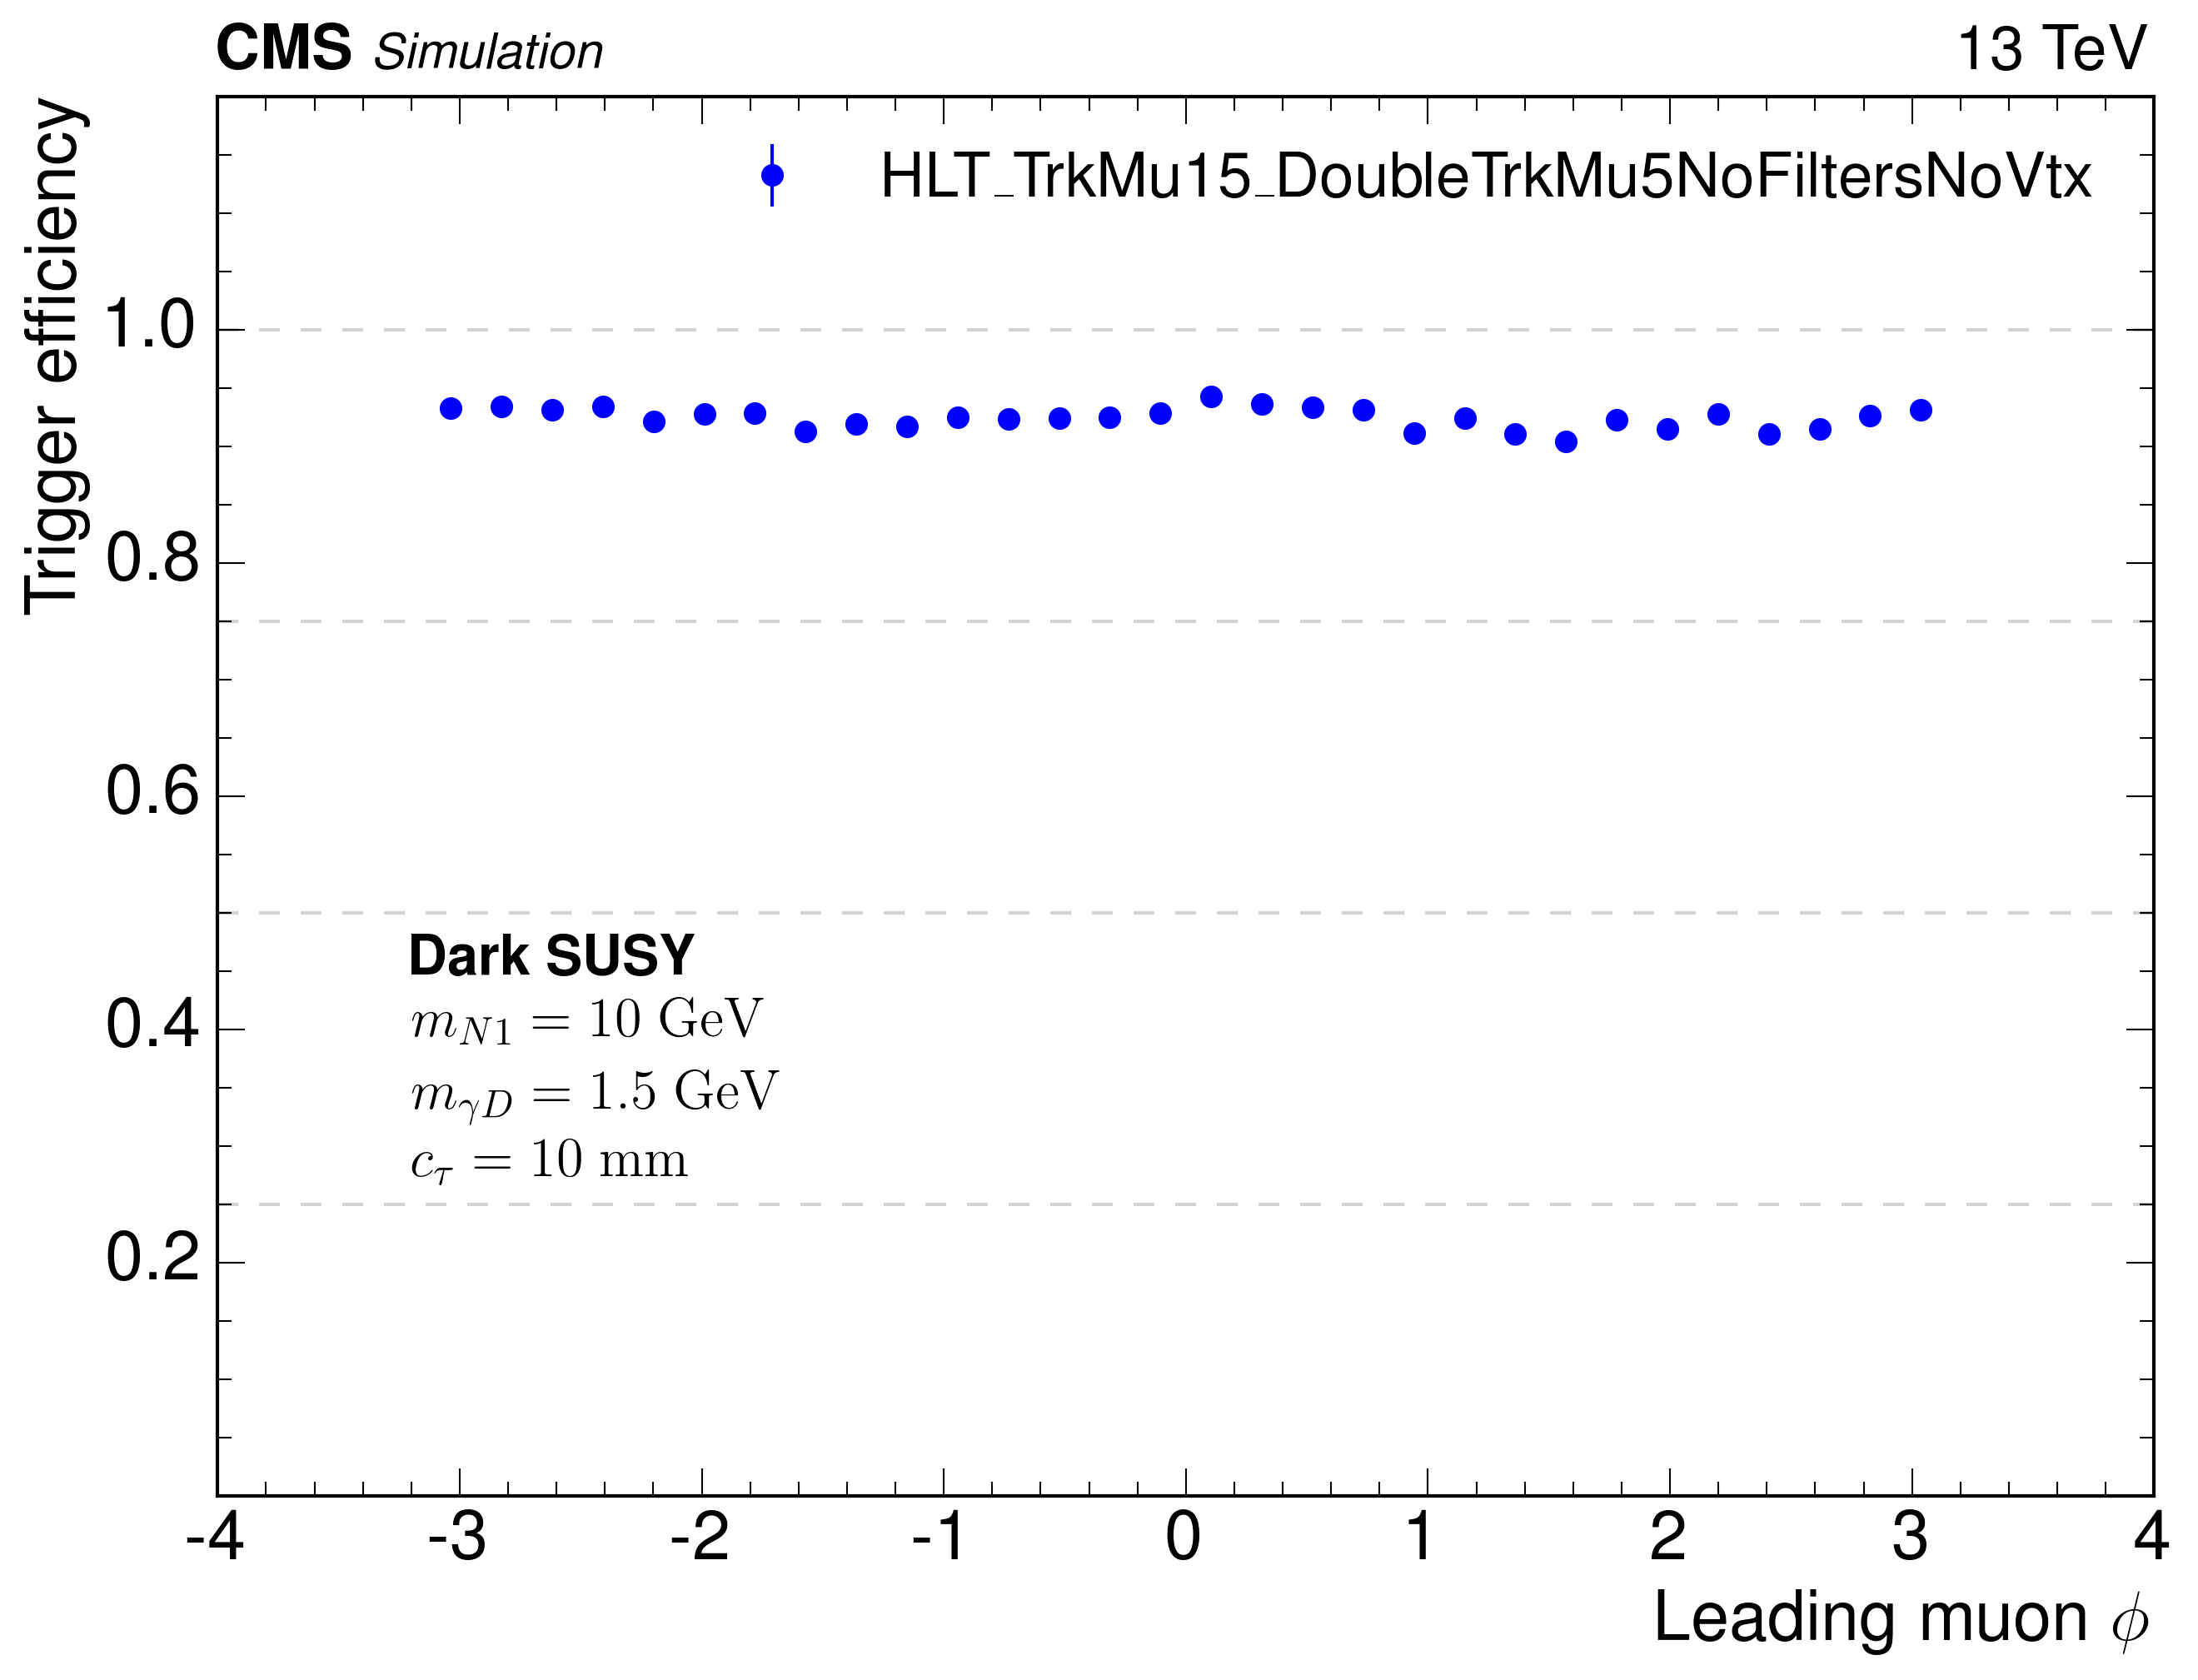 CMS Simulation
13 TeV
Trigger efficiency
HLT_TrkMu15_DoubleTrkMu5NoFiltersNoVtx
1.0
0.8
0.6
0.4
0.2
Dark SUSY
m_{N1} = 10 GeV
m_{γD} = 1.5 GeV
c_τ = 10 mm
-4 -3 -2 -1 0 1 2 3 4
Leading muon ϕ